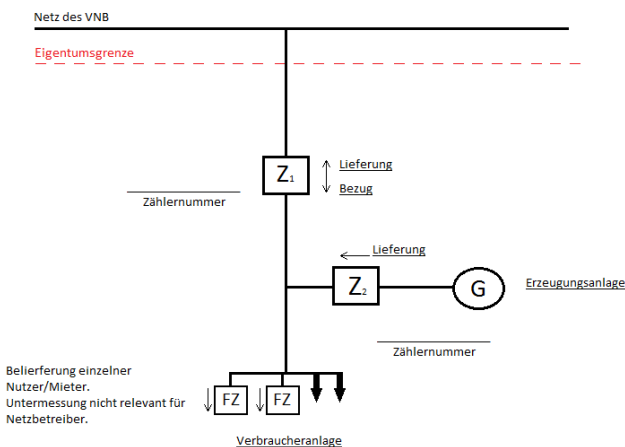 Netz des VNB
Eigentumsgrenze
Z1
Lieferung
Bezug
Zählernummer
Lieferung
Z2
G
Erzeugungsanlage
Zählernummer
Belierferung einzelner
Nutzer/Mieter.
Untermessung nicht relevant für
Netzbetreiber.
FZ
FZ
Verbraucheranlage